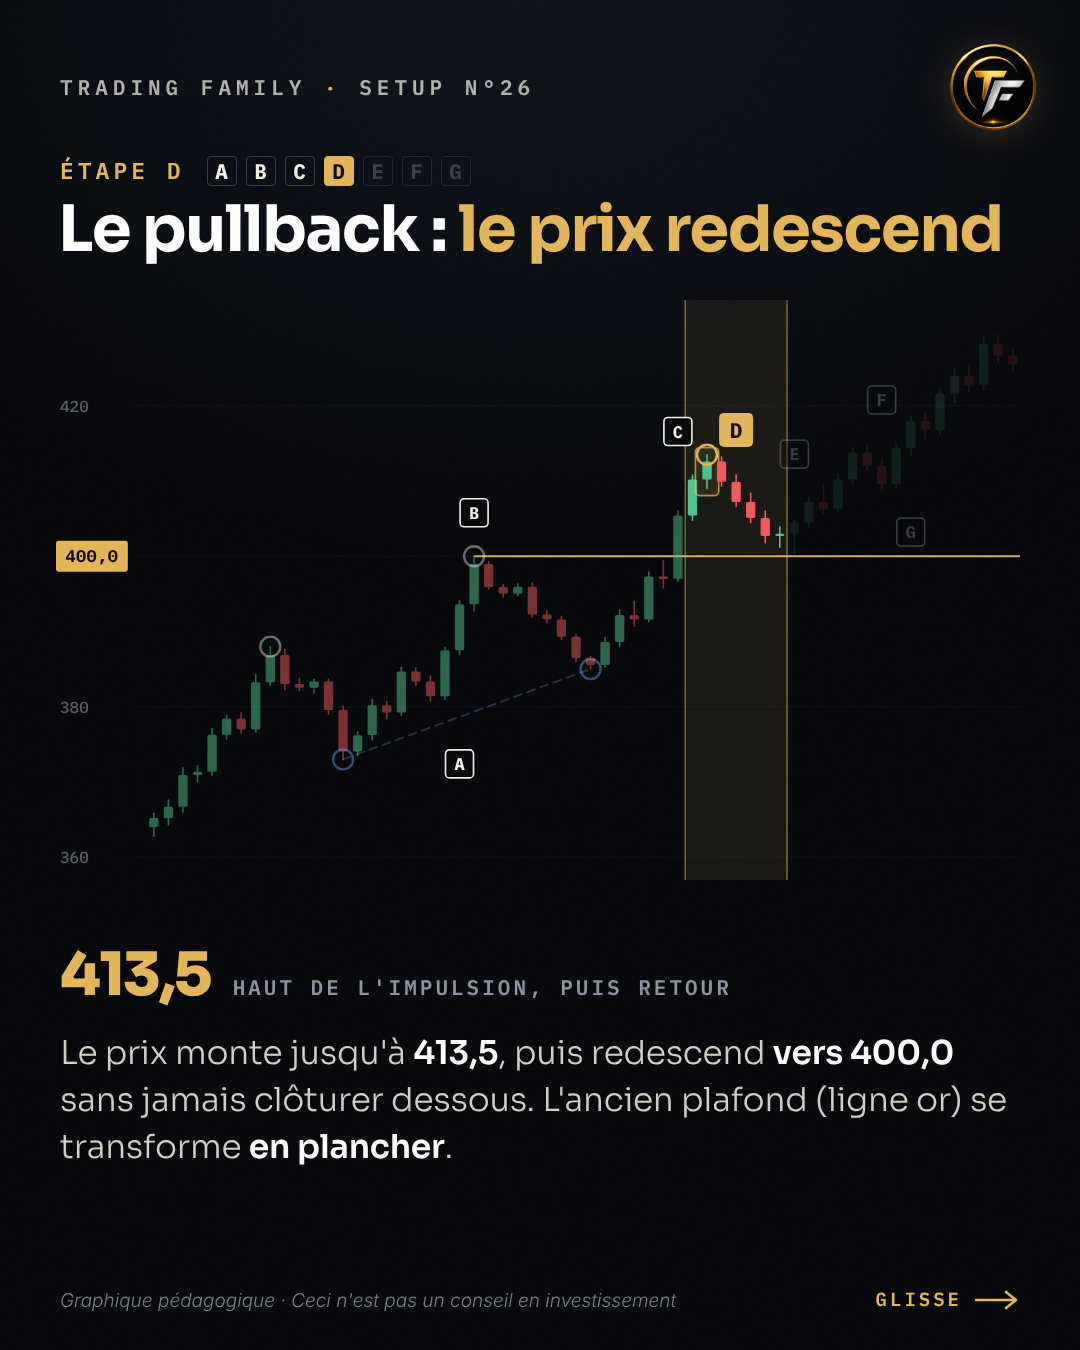 TRADING FAMILY · SETUP N°26
TF
ÉTAPE D A B C D E F G
Le pullback : le prix redescend
420
F
C
D
E
B
G
400,0
380
A
360
413,5 HAUT DE L'IMPULSION, PUIS RETOUR
Le prix monte jusqu'à 413,5, puis redescend vers 400,0
sans jamais clôturer dessous. L'ancien plafond (ligne or) se
transforme en plancher.
Graphique pédagogique · Ceci n'est pas un conseil en investissement
GLISSE →